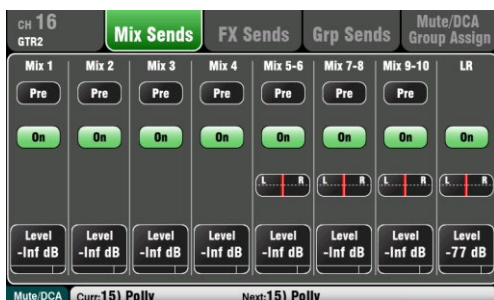 CH 16
GTR2
Mix Sends
FX Sends
Grp Sends
Mute/DCA
Group Assign
Mix 1 Mix 2 Mix 3 Mix 4 Mix 5-6 Mix 7-8 Mix 9-10 LR
Pre Pre Pre Pre Pre Pre Pre
On On On On On On On On
L R L R L R L R
Level Level Level Level Level Level Level Level
-Inf dB -Inf dB -Inf dB -Inf dB -Inf dB -Inf dB -Inf dB -77 dB
Mute/DCA Curr:15) Polly Next:15) Polly